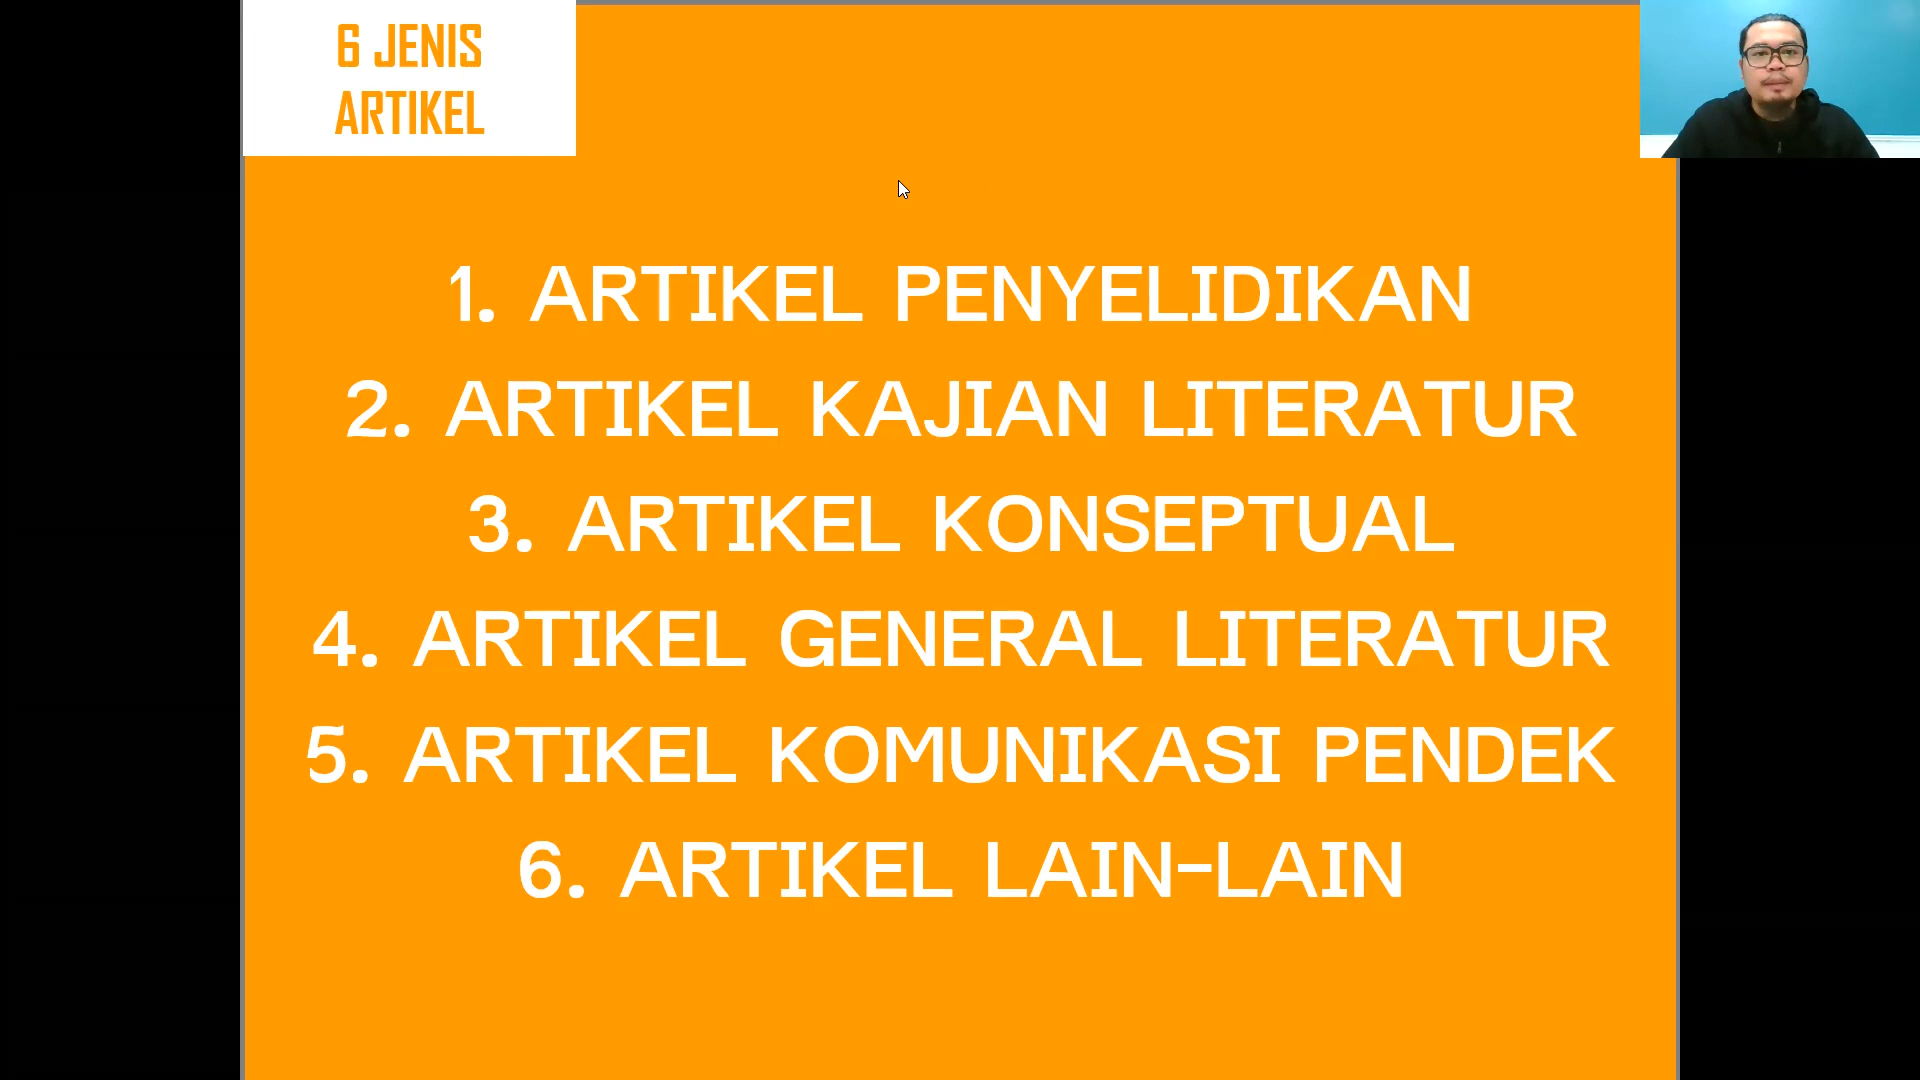 6 JENIS
ARTIKEL
1. ARTIKEL PENYELIDIKAN
2. ARTIKEL KAJIAN LITERATUR
3. ARTIKEL KONSEPTUAL
4. ARTIKEL GENERAL LITERATUR
5. ARTIKEL KOMUNIKASI PENDEK
6. ARTIKEL LAIN-LAIN